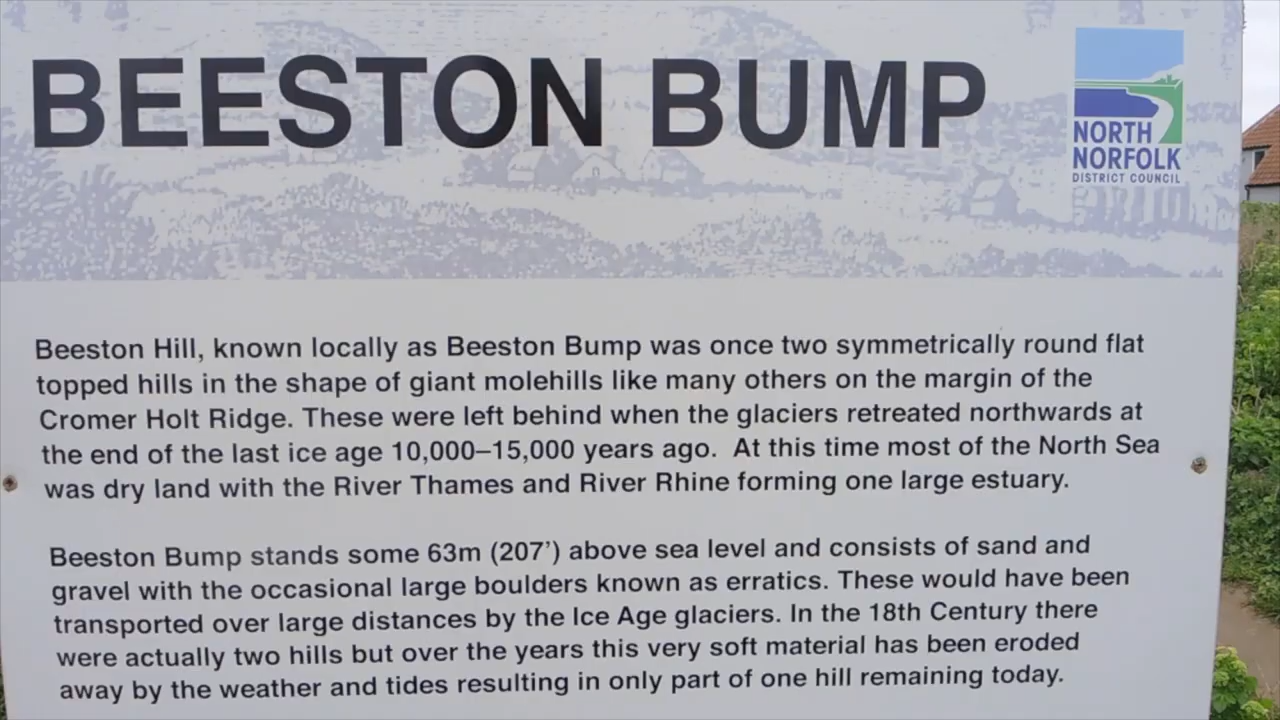 BEESTON BUMP
NORTH
NORFOLK
DISTRICT COUNCIL
Beeston Hill, known locally as Beeston Bump was once two symmetrically round flat
topped hills in the shape of giant molehills like many others on the margin of the
Cromer Holt Ridge. These were left behind when the glaciers retreated northwards at
the end of the last ice age 10,000–15,000 years ago.  At this time most of the North Sea
was dry land with the River Thames and River Rhine forming one large estuary.
Beeston Bump stands some 63m (207’) above sea level and consists of sand and
gravel with the occasional large boulders known as erratics. These would have been
transported over large distances by the Ice Age glaciers. In the 18th Century there
were actually two hills but over the years this very soft material has been eroded
away by the weather and tides resulting in only part of one hill remaining today.